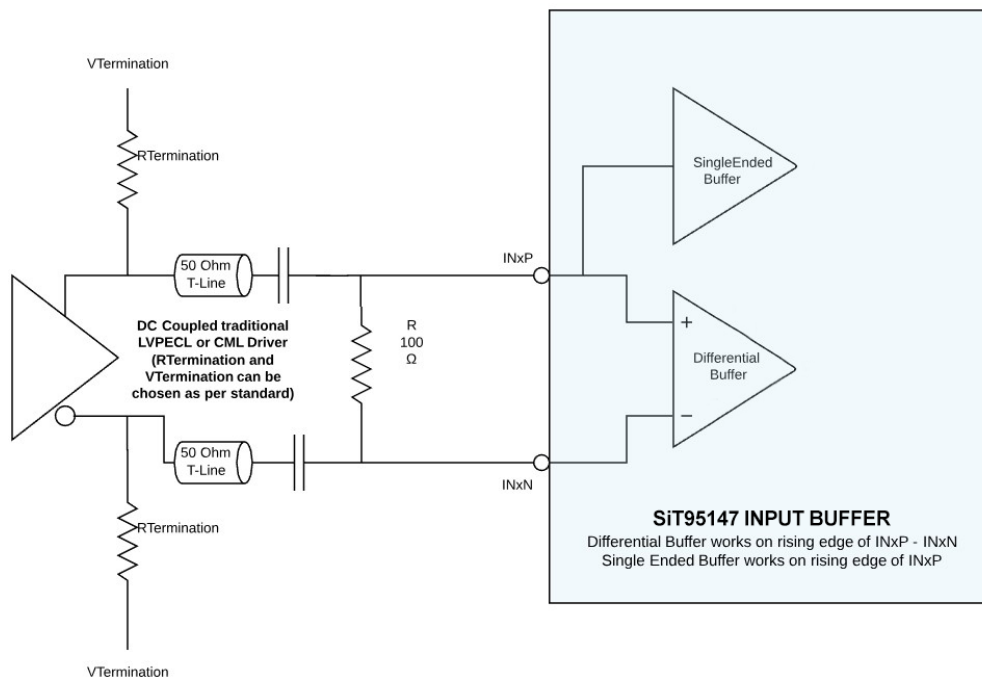 VTermination
RTermination
SingleEnded
Buffer
INxP
50 Ohm
T-Line
DC Coupled traditional
LVPECL or CML Driver
(RTermination and
VTermination can be
chosen as per standard)
R
100
Ω
+
Differential
Buffer
−
50 Ohm
T-Line
INxN
RTermination
SiT95147 INPUT BUFFER
Differential Buffer works on rising edge of INxP - INxN
Single Ended Buffer works on rising edge of INxP
VTermination